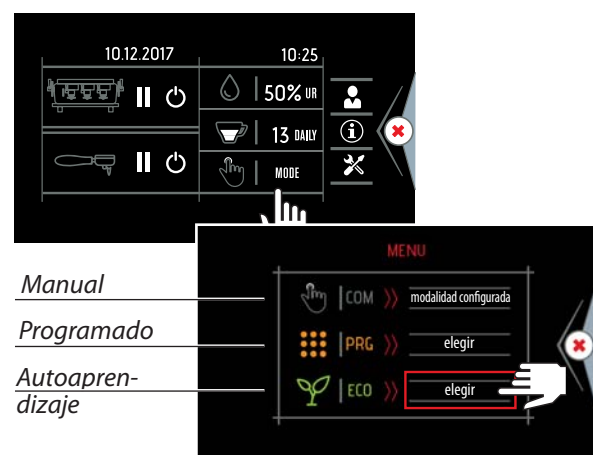 10.12.2017 10:25
50% UR
13 DAILY
MODE
MENU
Manual
COM modalidad configurada
Programado
PRG elegir
Autoapren-
dizaje
ECO elegir